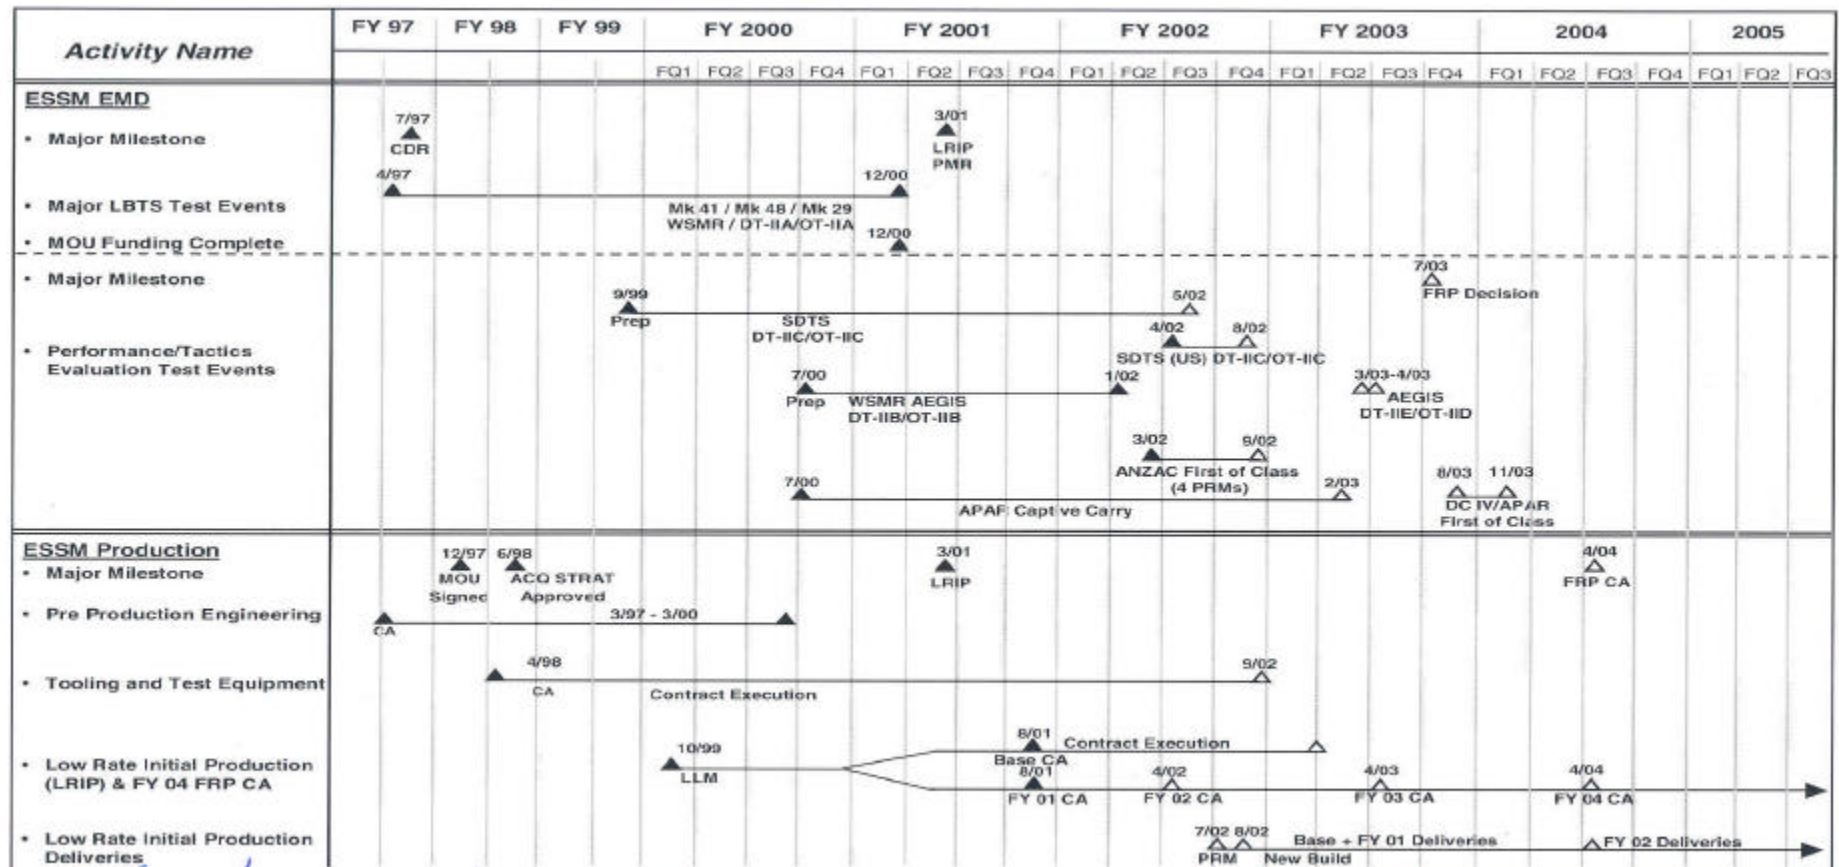 Activity Name
FY 97 FY 98 FY 99 FY 2000 FY 2001 FY 2002 FY 2003 2004 2005
FQ1 FQ2 FQ3 FQ4 FQ1 FQ2 FQ3 FQ4 FQ1 FQ2 FQ3 FQ4 FQ1 FQ2 FQ3 FQ4 FQ1 FQ2 FQ3 FQ4 FQ1 FQ2 FQ3
ESSM EMD
• Major Milestone
7/97
CDR
3/01
LRIP
PMR
• Major LBTS Test Events
4/97
12/00
Mk 41 / Mk 48 / Mk 29
WSMR / DT-IIA/OT-IIA
• MOU Funding Complete
12/00
• Major Milestone
7/03
FRP Decision
9/99
Prep
SDTS
DT-IIC/OT-IIC
5/02
• Performance/Tactics
Evaluation Test Events
4/02 8/02
SDTS (US) DT-IIC/OT-IIC
7/00
Prep
WSMR AEGIS
DT-IIB/OT-IIB
1/02
3/03-4/03
AEGIS
DT-IIE/OT-IID
3/02 9/02
ANZAC First of Class
(4 PRMs)
7/00
APAR Captive Carry
2/03
8/03 11/03
DC IV/APAR
First of Class
ESSM Production
• Major Milestone
12/97 6/98
MOU
Signed
ACQ STRAT
Approved
3/01
LRIP
4/04
FRP CA
• Pre Production Engineering
CA
3/97 - 3/00
• Tooling and Test Equipment
4/98
CA
Contract Execution
9/02
• Low Rate Initial Production
(LRIP) & FY 04 FRP CA
10/99
LLM
8/01
Base CA
Contract Execution
8/01
FY 01 CA
4/02
FY 02 CA
4/03
FY 03 CA
4/04
FY 04 CA
• Low Rate Initial Production
Deliveries
7/02 8/02
PRM New Build
Base + FY 01 Deliveries
FY 02 Deliveries